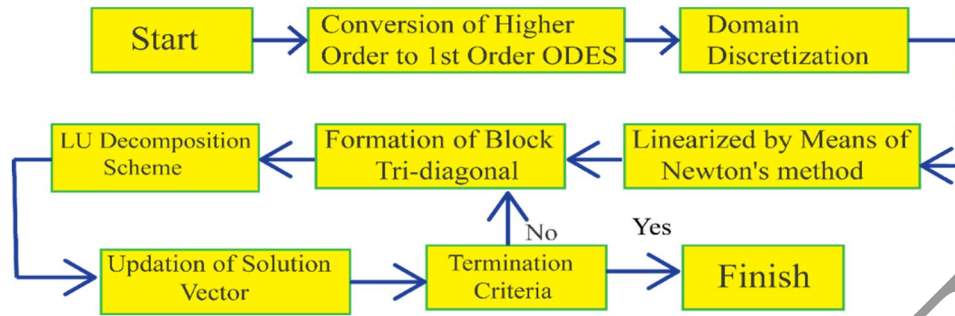 Start
Conversion of Higher
Order to 1st Order ODES
Domain
Discretization
Linearized by Means of
Newton's method
Formation of Block
Tri-diagonal
LU Decomposition
Scheme
Updation of Solution
Vector
Termination
Criteria
No
Yes
Finish